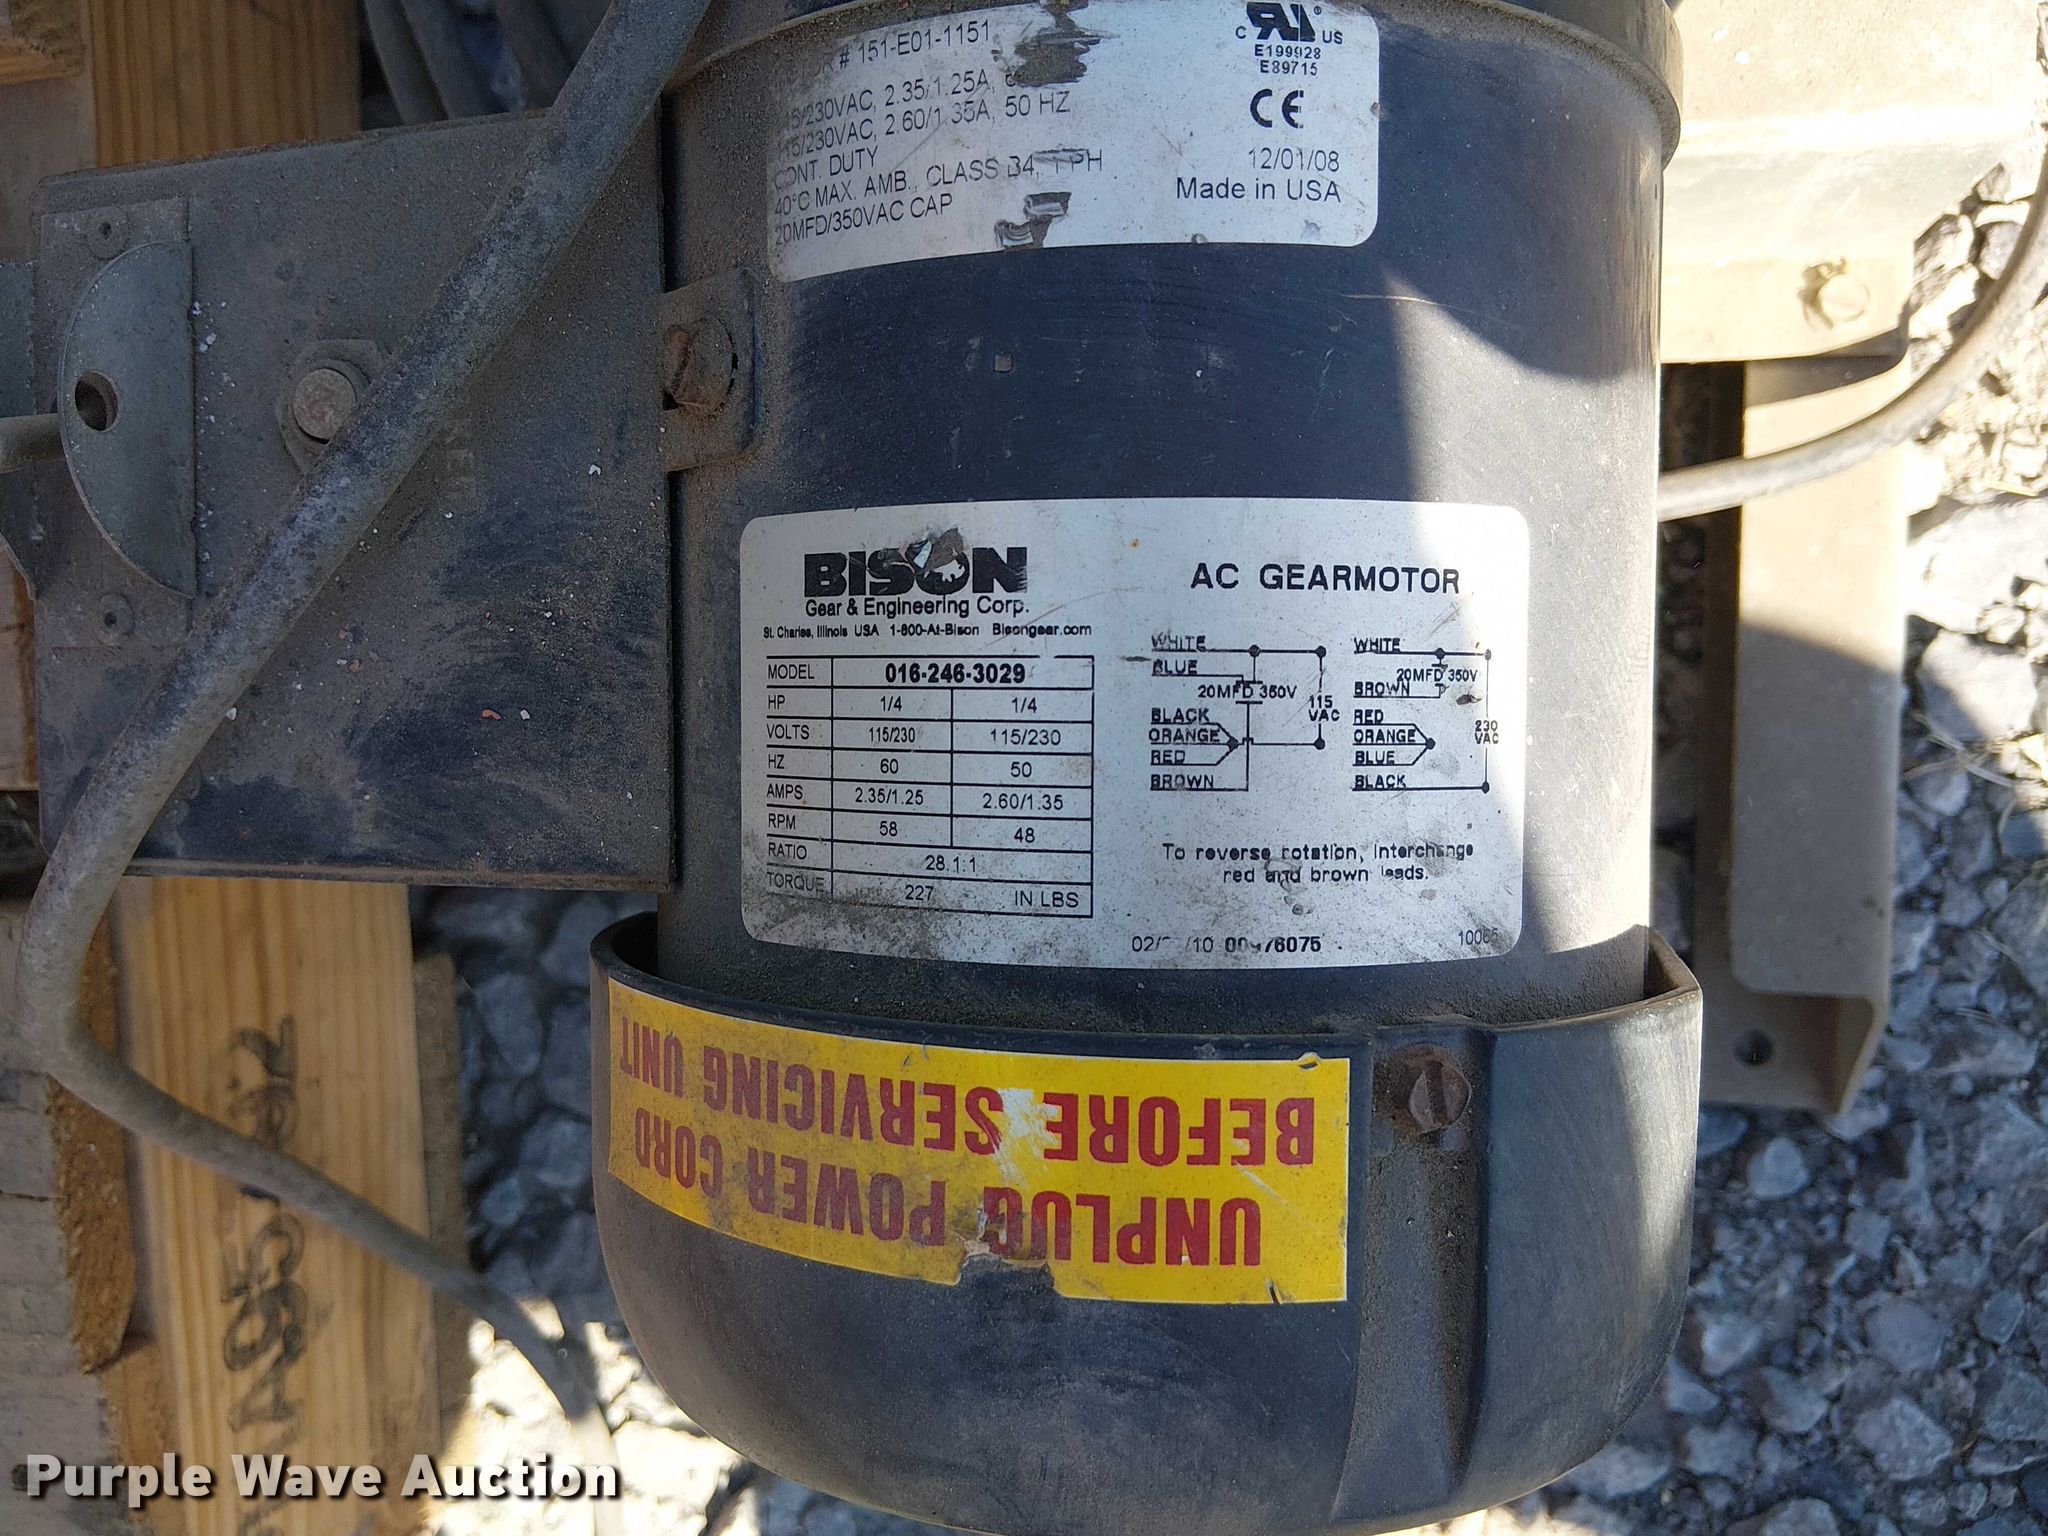 # 151-E01-1151
115/230VAC, 2.35/1.25A,
115/230VAC, 2.60/1.35A, 50 HZ
CONT. DUTY
40°C MAX. AMB., CLASS B4, 1 PH
20MFD/350VAC CAP
C US
E199928
E89715
CE
12/01/08
Made in USA
BISON
Gear & Engineering Corp.
St. Charles, Illinois USA 1-800-At-Bison Bisongear.com
MODEL 016-246-3029
HP 1/4 1/4
VOLTS 115/230 115/230
HZ 60 50
AMPS 2.35/1.25 2.60/1.35
RPM 58 48
RATIO 28.1:1
TORQUE 227 IN LBS
AC GEARMOTOR
WHITE
BLUE
20MFD 350V
BLACK
ORANGE
RED
BROWN
115
VAC
WHITE
20MFD 350V
BROWN
RED
ORANGE
BLUE
BLACK
230
VAC
To reverse rotation, interchange
red and brown leads.
UNPLUG POWER CORD
BEFORE SERVICING UNIT
Purple Wave Auction